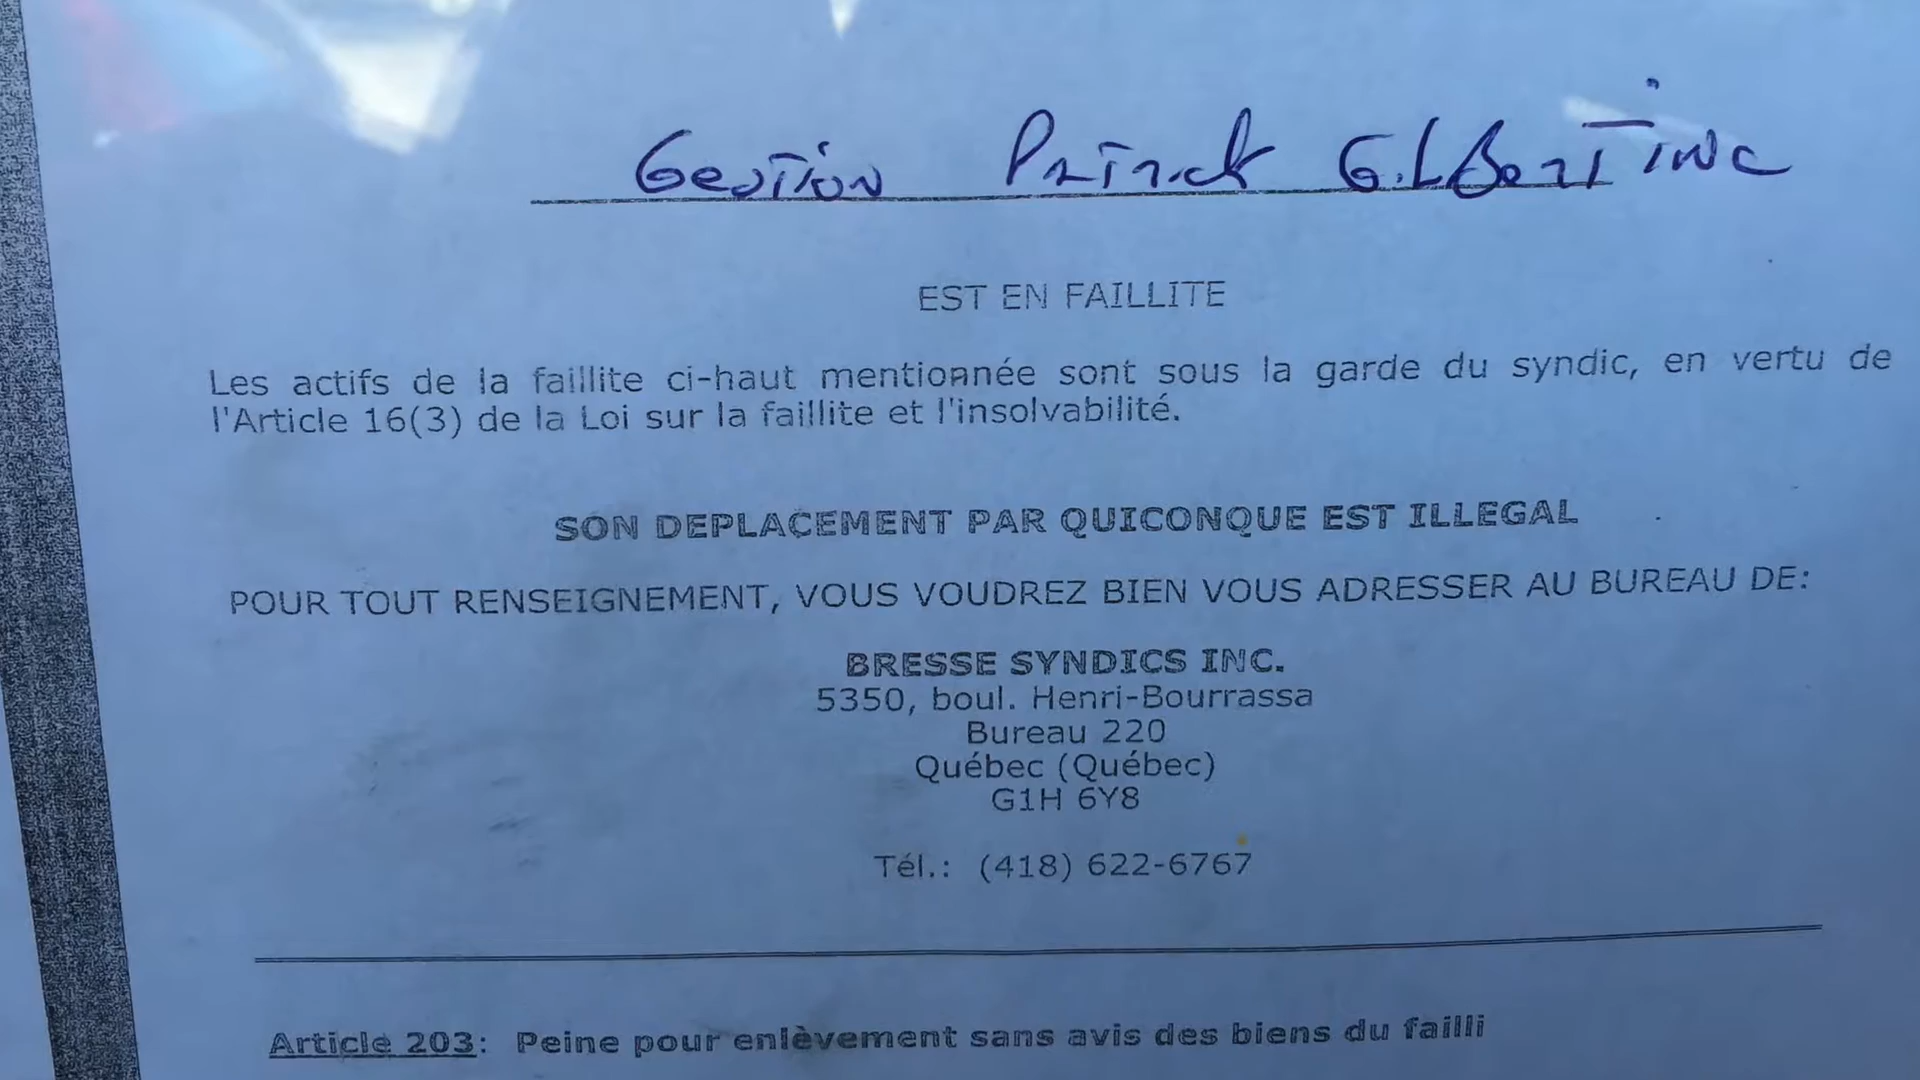 Gestion Patrick Gilbert inc
EST EN FAILLITE
Les actifs de la faillite ci-haut mentionnée sont sous la garde du syndic, en vertu de
l'Article 16(3) de la Loi sur la faillite et l'insolvabilité.
SON DEPLACEMENT PAR QUICONQUE EST ILLEGAL
POUR TOUT RENSEIGNEMENT, VOUS VOUDREZ BIEN VOUS ADRESSER AU BUREAU DE:
BRESSE SYNDICS INC.
5350, boul. Henri-Bourrassa
Bureau 220
Québec (Québec)
G1H 6Y8
Tél.: (418) 622-6767
Article 203: Peine pour enlèvement sans avis des biens du failli